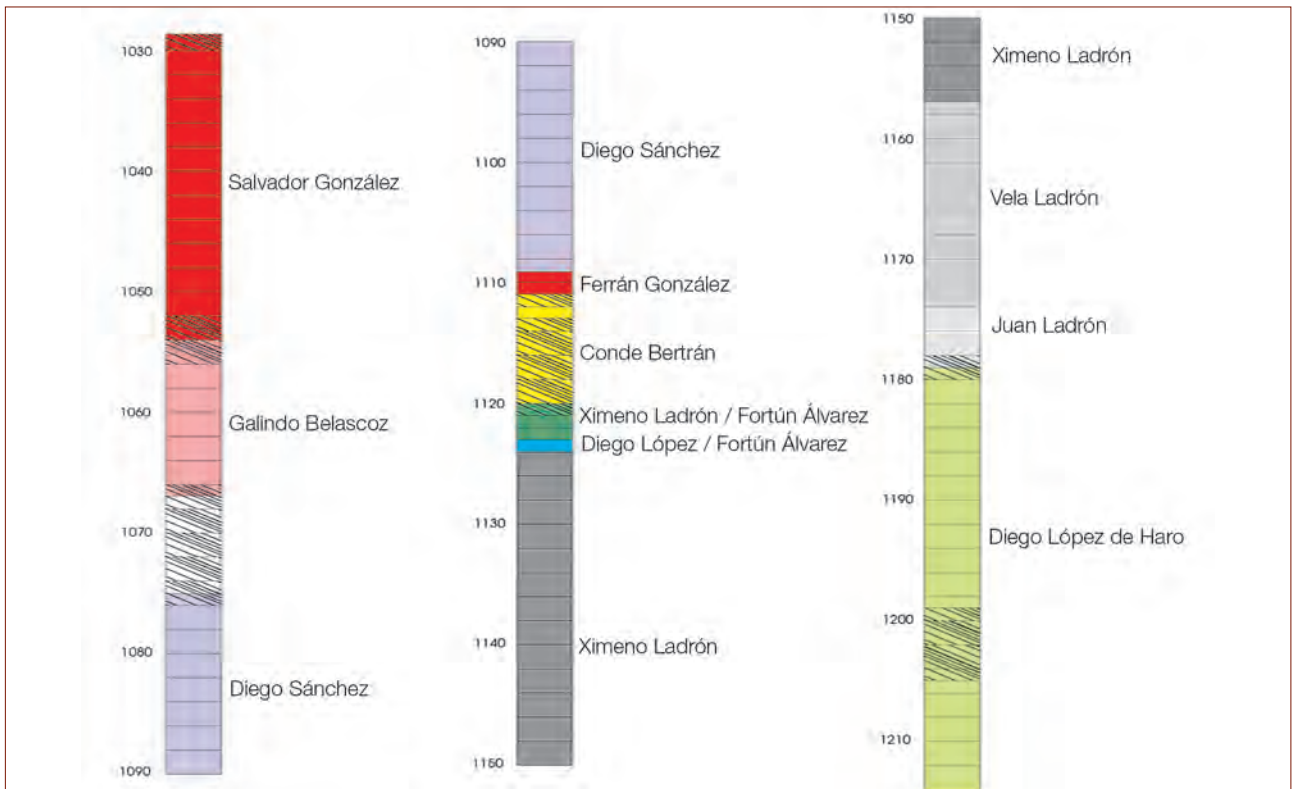 1030
1040
Salvador González
1050
1060
Galindo Belascoz
1070
1080
Diego Sánchez
1090
1090
1100
Diego Sánchez
1110
Ferrán González
Conde Bertrán
1120
Ximeno Ladrón / Fortún Álvarez
Diego López / Fortún Álvarez
1130
1140
Ximeno Ladrón
1150
1150
Ximeno Ladrón
1160
Vela Ladrón
1170
Juan Ladrón
1180
1190
Diego López de Haro
1200
1210